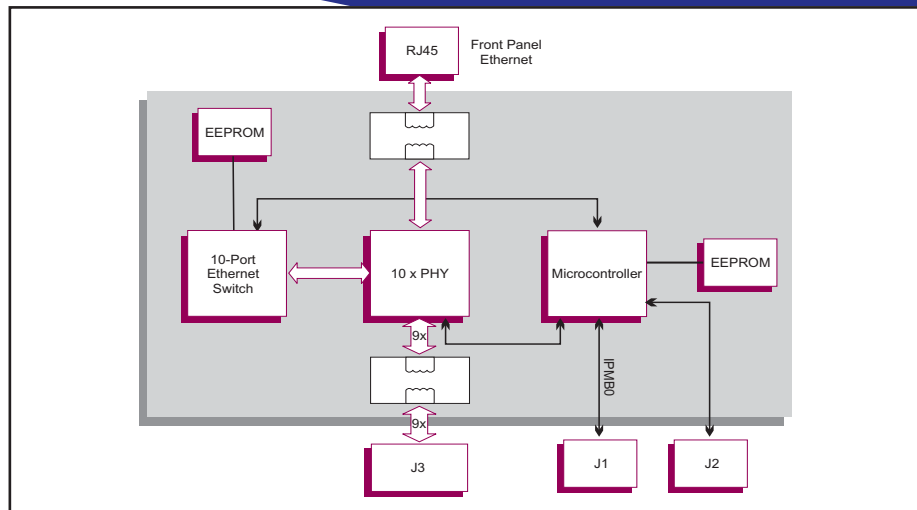 RJ45
Front Panel
Ethernet
EEPROM
10-Port
Ethernet
Switch
10 x PHY
Microcontroller
EEPROM
9x
IPMB0
9x
J3
J1
J2